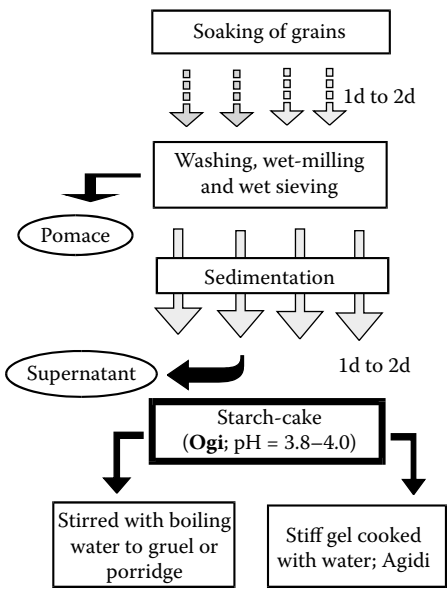 Soaking of grains
1d to 2d
Washing, wet-milling
and wet sieving
Pomace
Sedimentation
1d to 2d
Supernatant
Starch-cake
(Ogi; pH = 3.8–4.0)
Stirred with boiling
water to gruel or
porridge
Stiff gel cooked
with water; Agidi